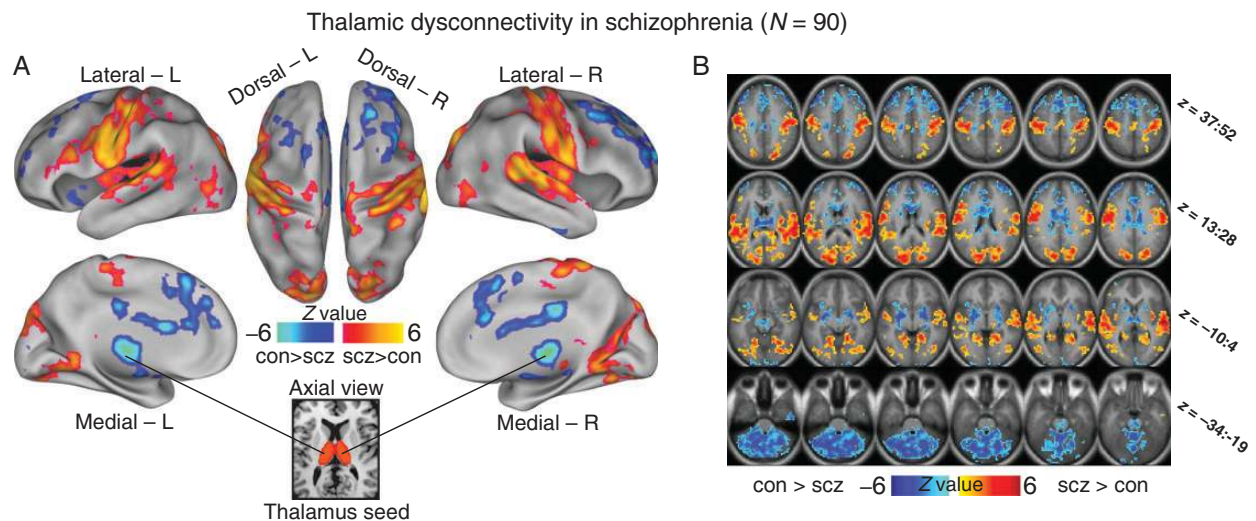 Thalamic dysconnectivity in schizophrenia (N = 90)
A
Lateral – L
Dorsal – L
Dorsal – R
Lateral – R
Z value
–6
6
con>scz
scz>con
Medial – L
Axial view
Medial – R
Thalamus seed
B
z = 37:52
z = 13:28
z = –10:4
z = –34:-19
con > scz –6 Z value 6 scz > con